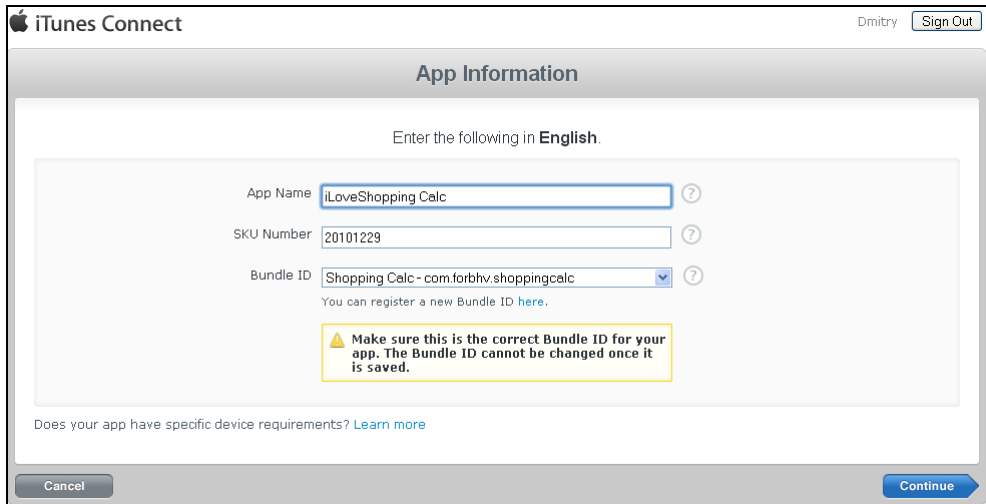 iTunes Connect
Dmitry Sign Out
App Information
Enter the following in English.
App Name iLoveShopping Calc ?
SKU Number 20101229 ?
Bundle ID Shopping Calc - com.forbhv.shoppingcalc ?
You can register a new Bundle ID here.
Make sure this is the correct Bundle ID for your
app. The Bundle ID cannot be changed once it
is saved.
Does your app have specific device requirements? Learn more
Cancel Continue